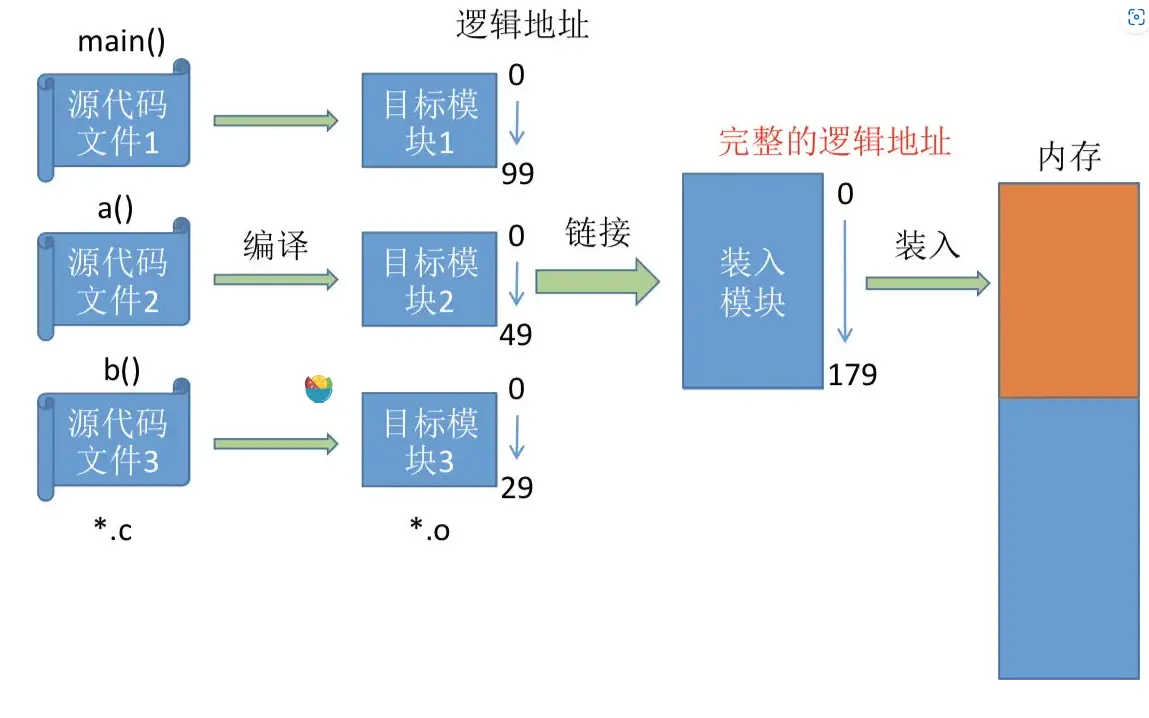 逻辑地址
main()
源代码
文件1
目标模
块1
0
99
a()
源代码
文件2
编译
目标模
块2
0
49
链接
b()
源代码
文件3
目标模
块3
0
29
*.c
*.o
完整的逻辑地址
装入
模块
0
179
装入
内存